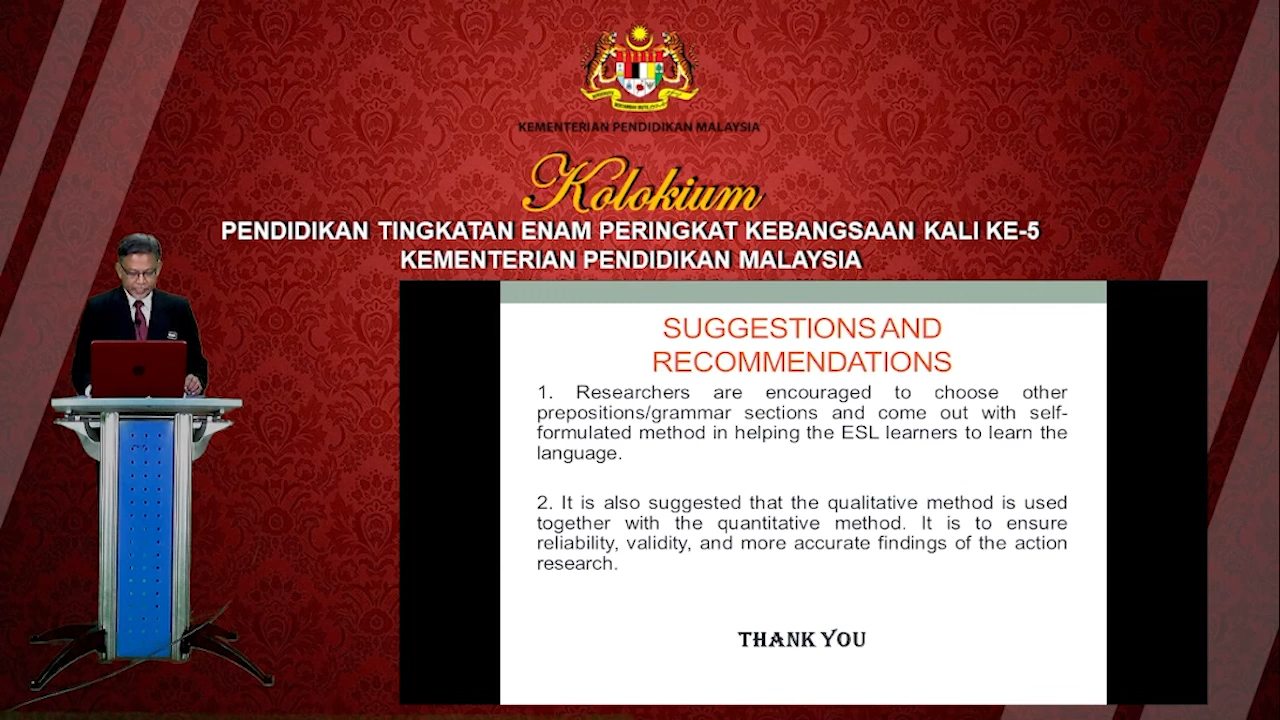 KEMENTERIAN PENDIDIKAN MALAYSIA
Kolokium
PENDIDIKAN TINGKATAN ENAM PERINGKAT KEBANGSAAN KALI KE-5
KEMENTERIAN PENDIDIKAN MALAYSIA
SUGGESTIONS AND
RECOMMENDATIONS
1. Researchers are encouraged to choose other
prepositions/grammar sections and come out with self-
formulated method in helping the ESL learners to learn the
language.
2. It is also suggested that the qualitative method is used
together with the quantitative method. It is to ensure
reliability, validity, and more accurate findings of the action
research.
THANK YOU